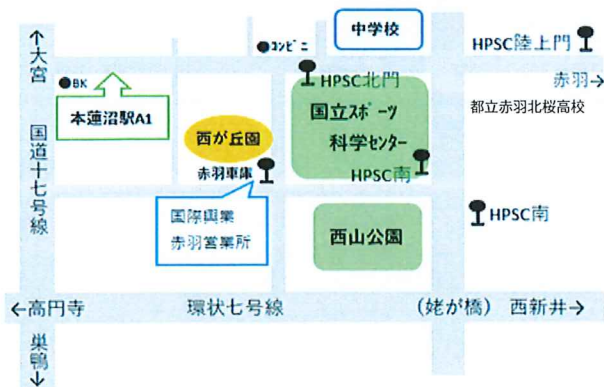 ←大宮
国道十七号線
巣鴨→
●BK
本蓮沼駅A1
●ｺﾝﾋﾞﾆ
中学校
HPSC陸上門
HPSC北門
赤羽→
国立スポーツ
科学センター
都立赤羽北桜高校
西が丘園
赤羽車庫
HPSC南
国際興業
赤羽営業所
西山公園
HPSC南
←高円寺
環状七号線
(姥が橋)
西新井→